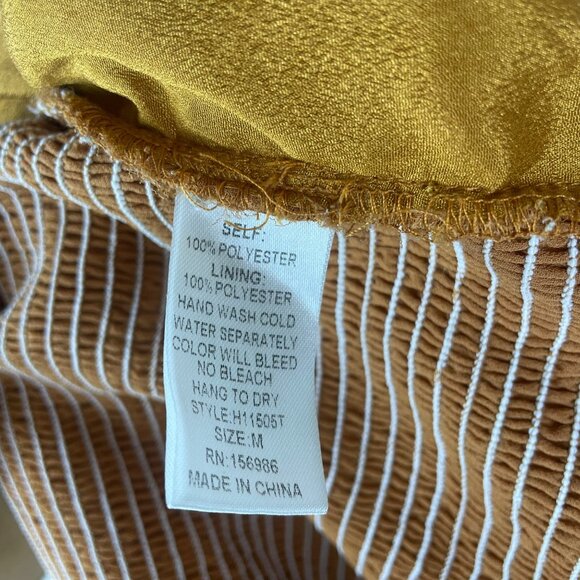 SELF:
100% POLYESTER
LINING:
100% POLYESTER
HAND WASH COLD
WATER SEPARATELY
COLOR WILL BLEED
NO BLEACH
HANG TO DRY
STYLE:H11505T
SIZE:M
RN:156986
MADE IN CHINA